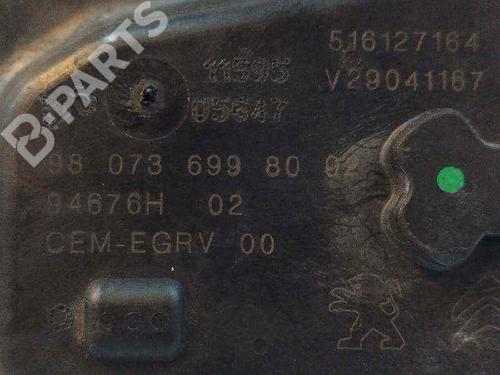 B-PARTS
516127164
11595
V29041167
05647
98 073 699 80
94676H 02
CEM-EGRV 00